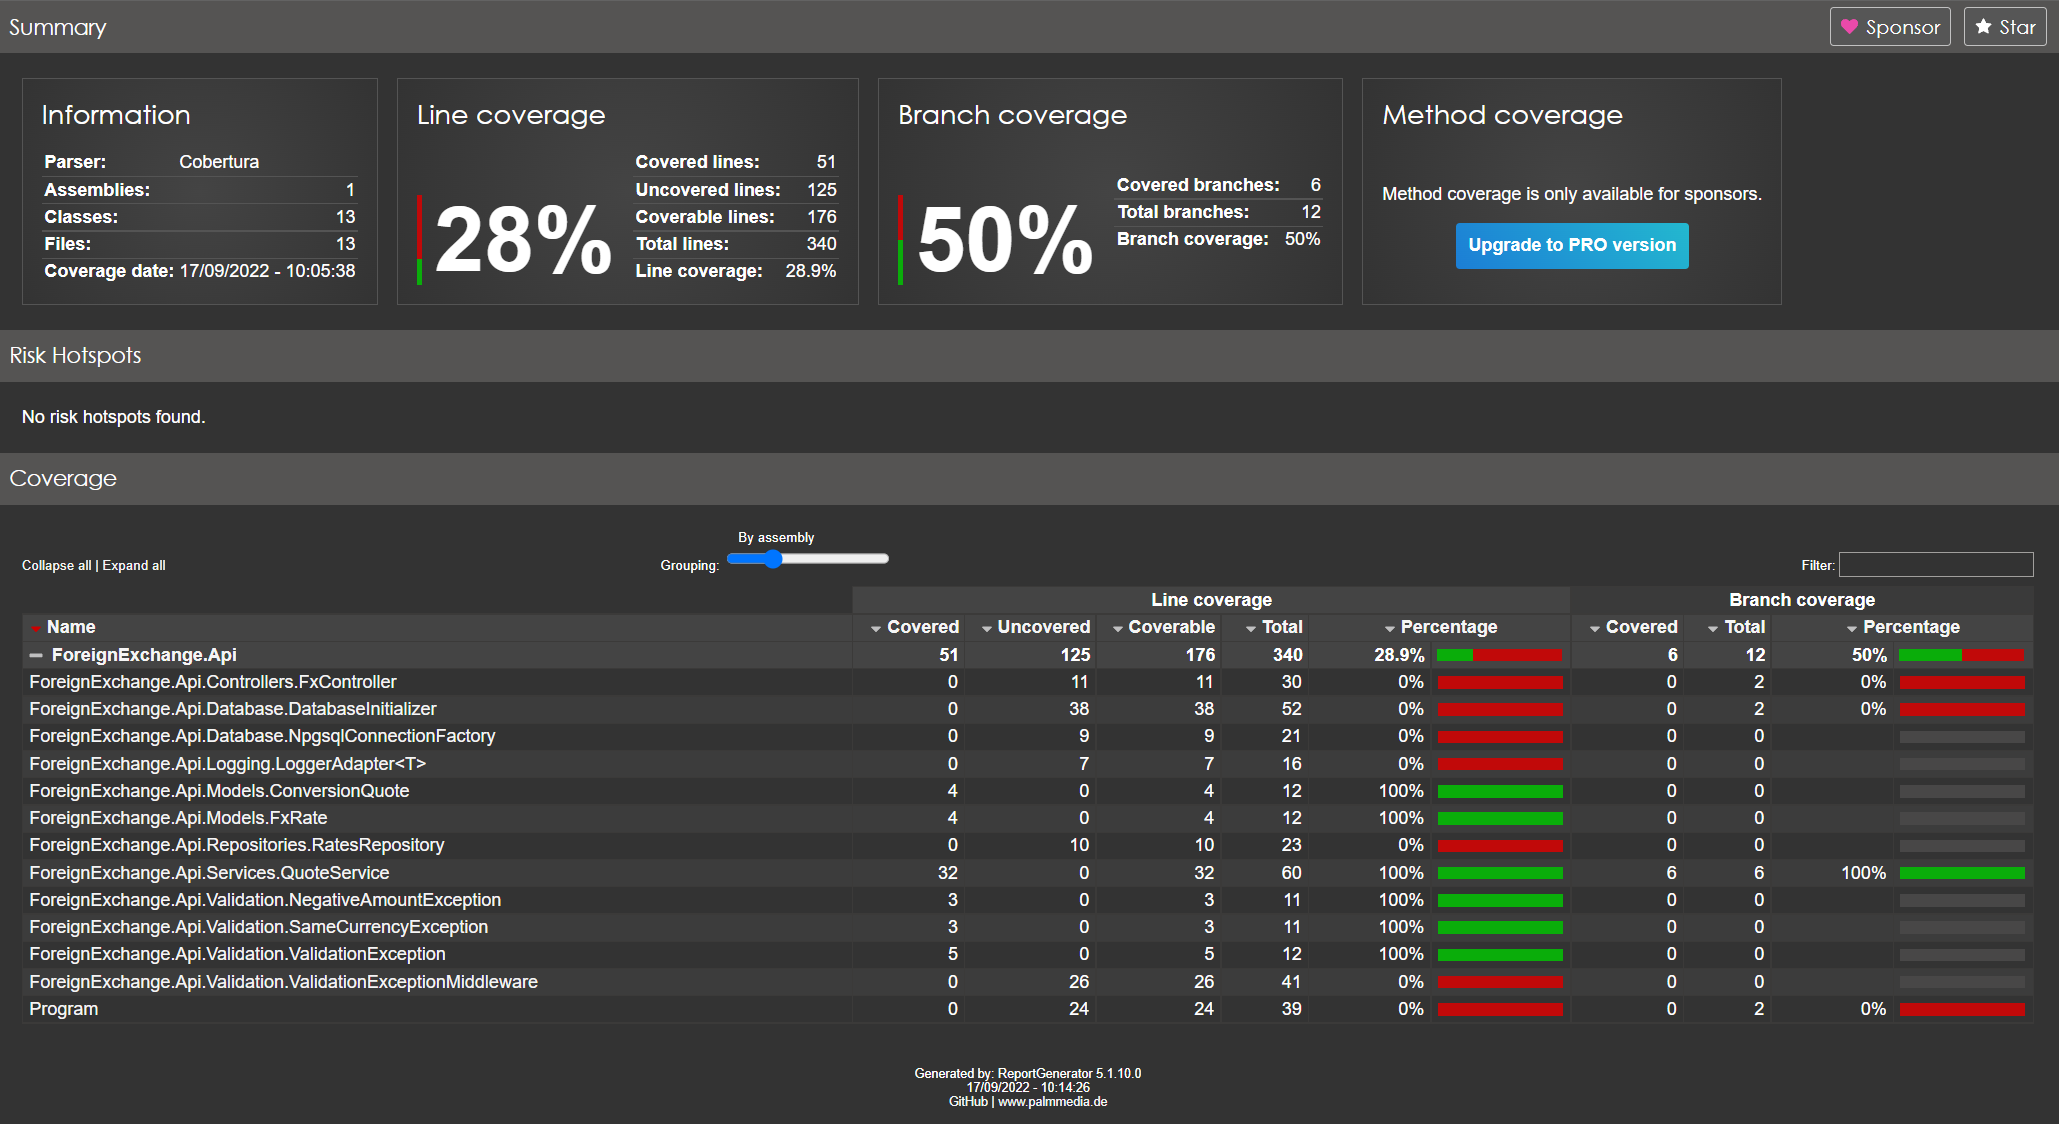 Summary
Sponsor
Star
Information
Parser: Cobertura
Assemblies: 1
Classes: 13
Files: 13
Coverage date: 17/09/2022 - 10:05:38
Line coverage
28%
Covered lines: 51
Uncovered lines: 125
Coverable lines: 176
Total lines: 340
Line coverage: 28.9%
Branch coverage
50%
Covered branches: 6
Total branches: 12
Branch coverage: 50%
Method coverage
Method coverage is only available for sponsors.
Upgrade to PRO version
Risk Hotspots
No risk hotspots found.
Coverage
Collapse all | Expand all
By assembly
Grouping:
Filter:
Line coverage Branch coverage
Name Covered Uncovered Coverable Total Percentage Covered Total Percentage
ForeignExchange.Api 51 125 176 340 28.9% 6 12 50%
ForeignExchange.Api.Controllers.FxController 0 11 11 30 0% 0 2 0%
ForeignExchange.Api.Database.DatabaseInitializer 0 38 38 52 0% 0 2 0%
ForeignExchange.Api.Database.NpgsqlConnectionFactory 0 9 9 21 0% 0 0
ForeignExchange.Api.Logging.LoggerAdapter<T> 0 7 7 16 0% 0 0
ForeignExchange.Api.Models.ConversionQuote 4 0 4 12 100% 0 0
ForeignExchange.Api.Models.FxRate 4 0 4 12 100% 0 0
ForeignExchange.Api.Repositories.RatesRepository 0 10 10 23 0% 0 0
ForeignExchange.Api.Services.QuoteService 32 0 32 60 100% 6 6 100%
ForeignExchange.Api.Validation.NegativeAmountException 3 0 3 11 100% 0 0
ForeignExchange.Api.Validation.SameCurrencyException 3 0 3 11 100% 0 0
ForeignExchange.Api.Validation.ValidationException 5 0 5 12 100% 0 0
ForeignExchange.Api.Validation.ValidationExceptionMiddleware 0 26 26 41 0% 0 0
Program 0 24 24 39 0% 0 2 0%
Generated by: ReportGenerator 5.1.10.0
17/09/2022 - 10:14:26
GitHub | www.palmmedia.de